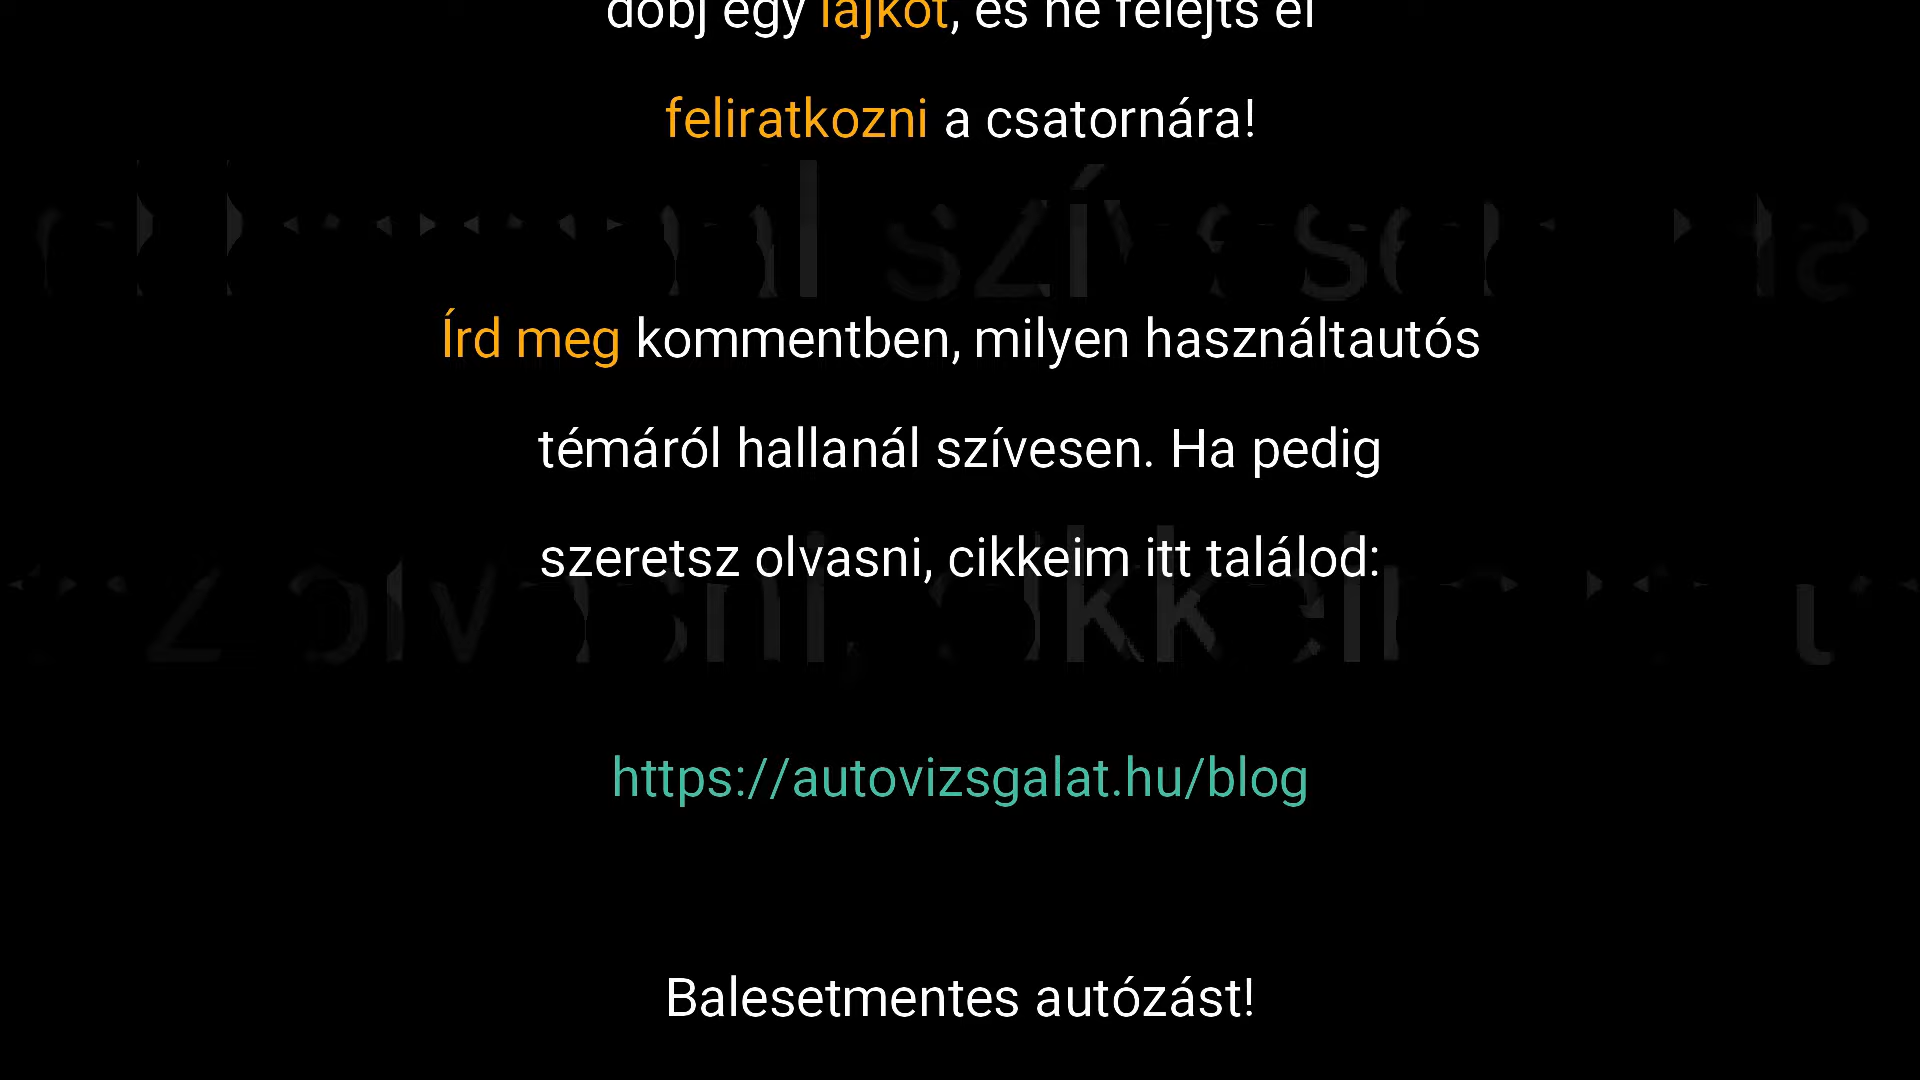 dobj egy lájkot, és ne felejts el
feliratkozni a csatornára!
Írd meg kommentben, milyen használtautós
témáról hallanál szívesen. Ha pedig
szeretsz olvasni, cikkeim itt találod:
https://autovizsgalat.hu/blog
Balesetmentes autózást!